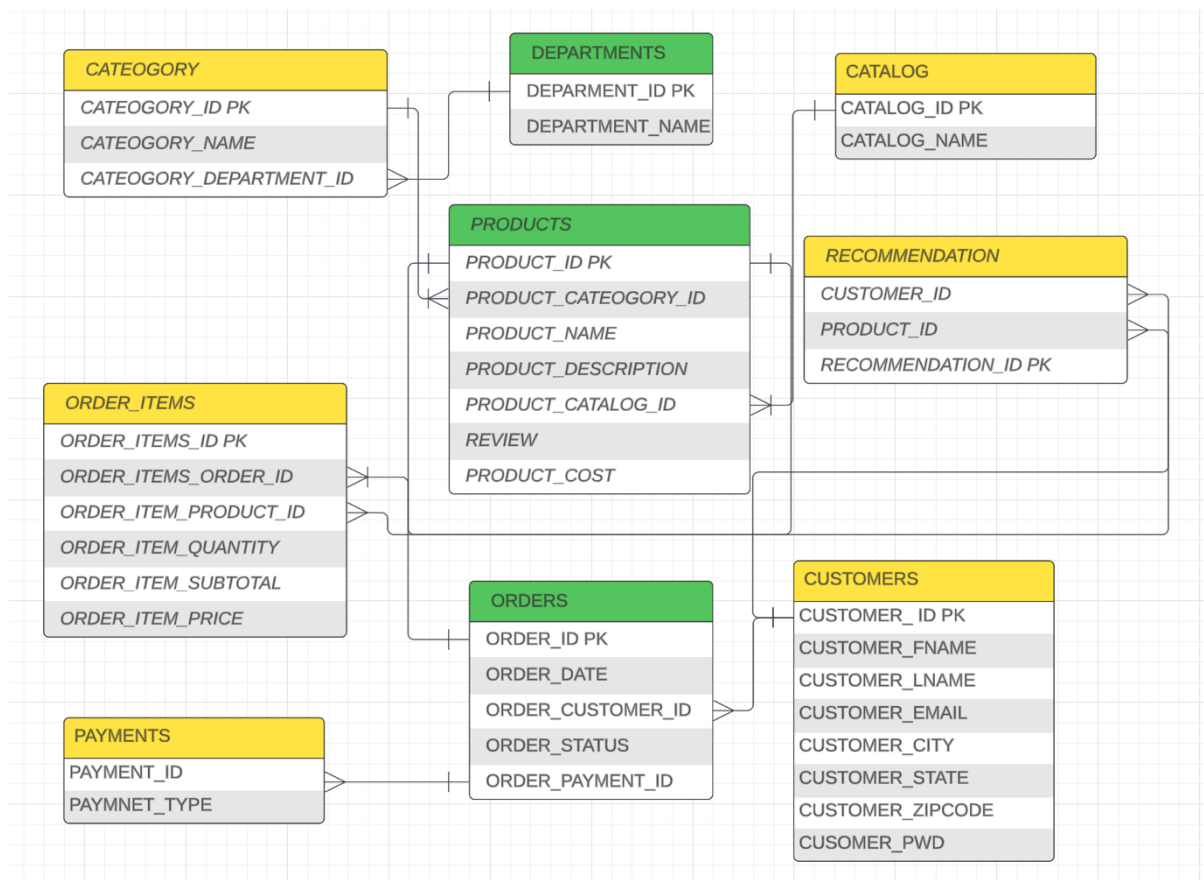 CATEOGORY
CATEOGORY_ID PK
CATEOGORY_NAME
CATEOGORY_DEPARTMENT_ID
DEPARTMENTS
DEPARMENT_ID PK
DEPARTMENT_NAME
CATALOG
CATALOG_ID PK
CATALOG_NAME
PRODUCTS
PRODUCT_ID PK
PRODUCT_CATEOGORY_ID
PRODUCT_NAME
PRODUCT_DESCRIPTION
PRODUCT_CATALOG_ID
REVIEW
PRODUCT_COST
RECOMMENDATION
CUSTOMER_ID
PRODUCT_ID
RECOMMENDATION_ID PK
ORDER_ITEMS
ORDER_ITEMS_ID PK
ORDER_ITEMS_ORDER_ID
ORDER_ITEM_PRODUCT_ID
ORDER_ITEM_QUANTITY
ORDER_ITEM_SUBTOTAL
ORDER_ITEM_PRICE
ORDERS
ORDER_ID PK
ORDER_DATE
ORDER_CUSTOMER_ID
ORDER_STATUS
ORDER_PAYMENT_ID
CUSTOMERS
CUSTOMER_ ID PK
CUSTOMER_FNAME
CUSTOMER_LNAME
CUSTOMER_EMAIL
CUSTOMER_CITY
CUSTOMER_STATE
CUSTOMER_ZIPCODE
CUSOMER_PWD
PAYMENTS
PAYMENT_ID
PAYMNET_TYPE